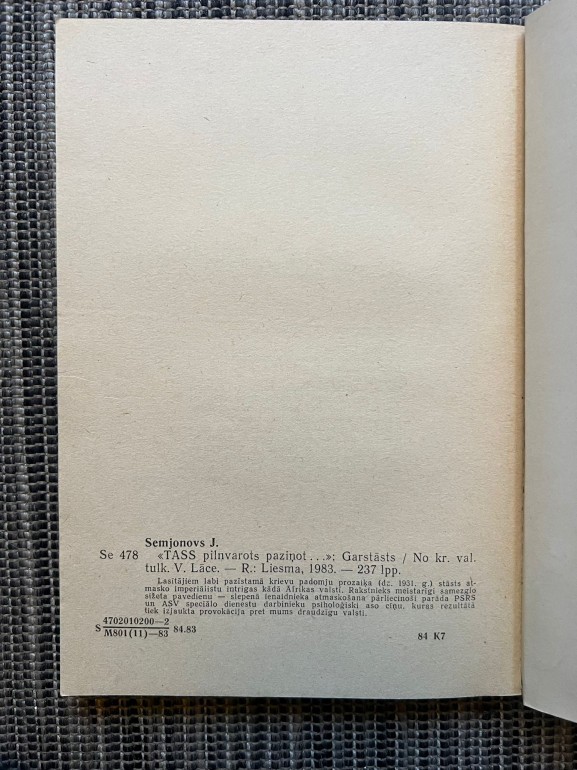 Semjonovs J.
Se 478 «TASS pilnvarots paziņot...»: Garstāsts / No kr. val.
tulk. V. Lāce. — R.: Liesma, 1983. — 237 lpp.
Lasītājiem labi pazīstamā krievu padomju prozaiķa (dz. 1931. g.) stāsts at-
masko imperiālistu intrigas kādā Āfrikas valstī. Rakstnieks meistarīgi samezglo
sižeta pavedienu — slepenā ienaidnieka atmaskošana pārliecinoši parāda PSRS
un ASV speciālo dienestu darbinieku psiholoģiski aso cīņu, kuras rezultātā
tiek izjaukta provokācija pret mums draudzīgu valsti.
S 4702010200—2
M801(11)—83 84.83
84 K7